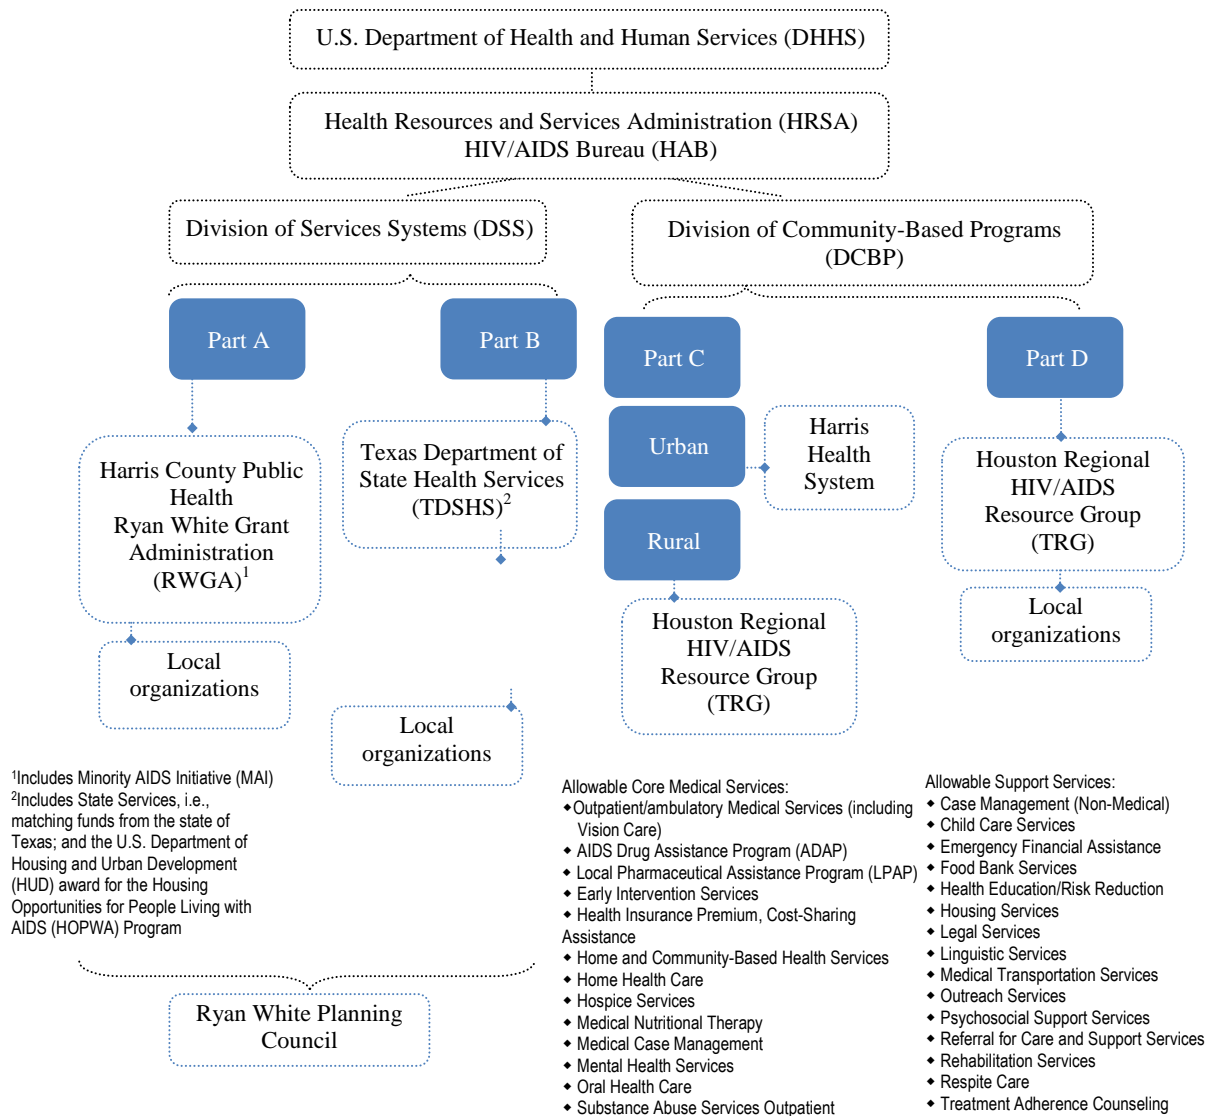 U.S. Department of Health and Human Services (DHHS)
Health Resources and Services Administration (HRSA)
HIV/AIDS Bureau (HAB)
Division of Services Systems (DSS)
Division of Community-Based Programs
(DCBP)
Part A
Part B
Part C
Part D
Urban
Rural
Harris County Public
Health
Ryan White Grant
Administration
(RWGA)¹
Texas Department of
State Health Services
(TDSHS)²
Harris
Health
System
Houston Regional
HIV/AIDS
Resource Group
(TRG)
Houston Regional
HIV/AIDS
Resource Group
(TRG)
Local
organizations
Local
organizations
Local
organizations
¹Includes Minority AIDS Initiative (MAI)
²Includes State Services, i.e.,
matching funds from the state of
Texas; and the U.S. Department of
Housing and Urban Development
(HUD) award for the Housing
Opportunities for People Living with
AIDS (HOPWA) Program
Ryan White Planning
Council
Allowable Core Medical Services:
◆Outpatient/ambulatory Medical Services (including
Vision Care)
◆ AIDS Drug Assistance Program (ADAP)
◆ Local Pharmaceutical Assistance Program (LPAP)
◆ Early Intervention Services
◆ Health Insurance Premium, Cost-Sharing
Assistance
◆ Home and Community-Based Health Services
◆ Home Health Care
◆ Hospice Services
◆ Medical Nutritional Therapy
◆ Medical Case Management
◆ Mental Health Services
◆ Oral Health Care
◆ Substance Abuse Services Outpatient
Allowable Support Services:
◆ Case Management (Non-Medical)
◆ Child Care Services
◆ Emergency Financial Assistance
◆ Food Bank Services
◆ Health Education/Risk Reduction
◆ Housing Services
◆ Legal Services
◆ Linguistic Services
◆ Medical Transportation Services
◆ Outreach Services
◆ Psychosocial Support Services
◆ Referral for Care and Support Services
◆ Rehabilitation Services
◆ Respite Care
◆ Treatment Adherence Counseling